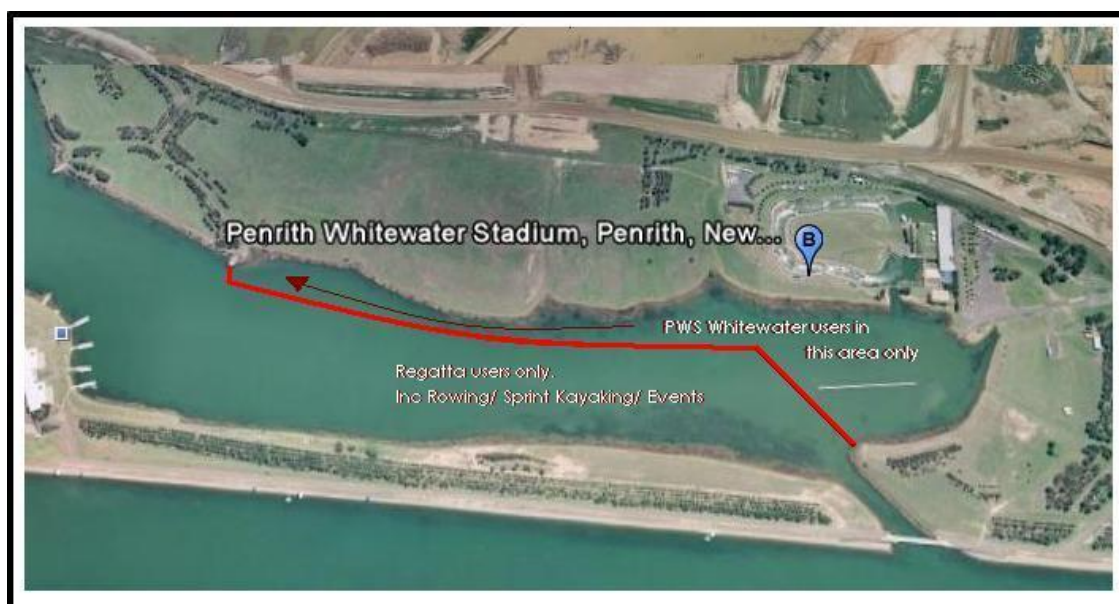 Penrith Whitewater Stadium, Penrith, New...
B
PWS Whitewater users in
this area only
Regatta users only.
Inc Rowing/ Sprint Kayaking/ Events